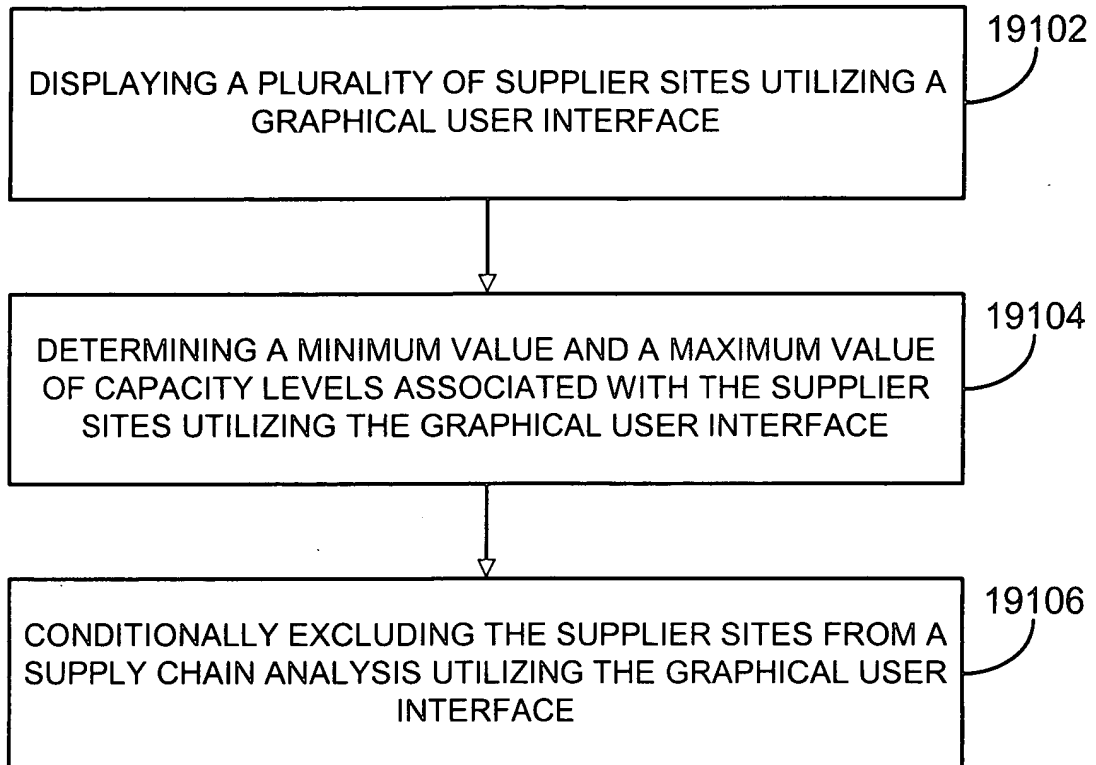 19102
DISPLAYING A PLURALITY OF SUPPLIER SITES UTILIZING A
GRAPHICAL USER INTERFACE
19104
DETERMINING A MINIMUM VALUE AND A MAXIMUM VALUE
OF CAPACITY LEVELS ASSOCIATED WITH THE SUPPLIER
SITES UTILIZING THE GRAPHICAL USER INTERFACE
19106
CONDITIONALLY EXCLUDING THE SUPPLIER SITES FROM A
SUPPLY CHAIN ANALYSIS UTILIZING THE GRAPHICAL USER
INTERFACE